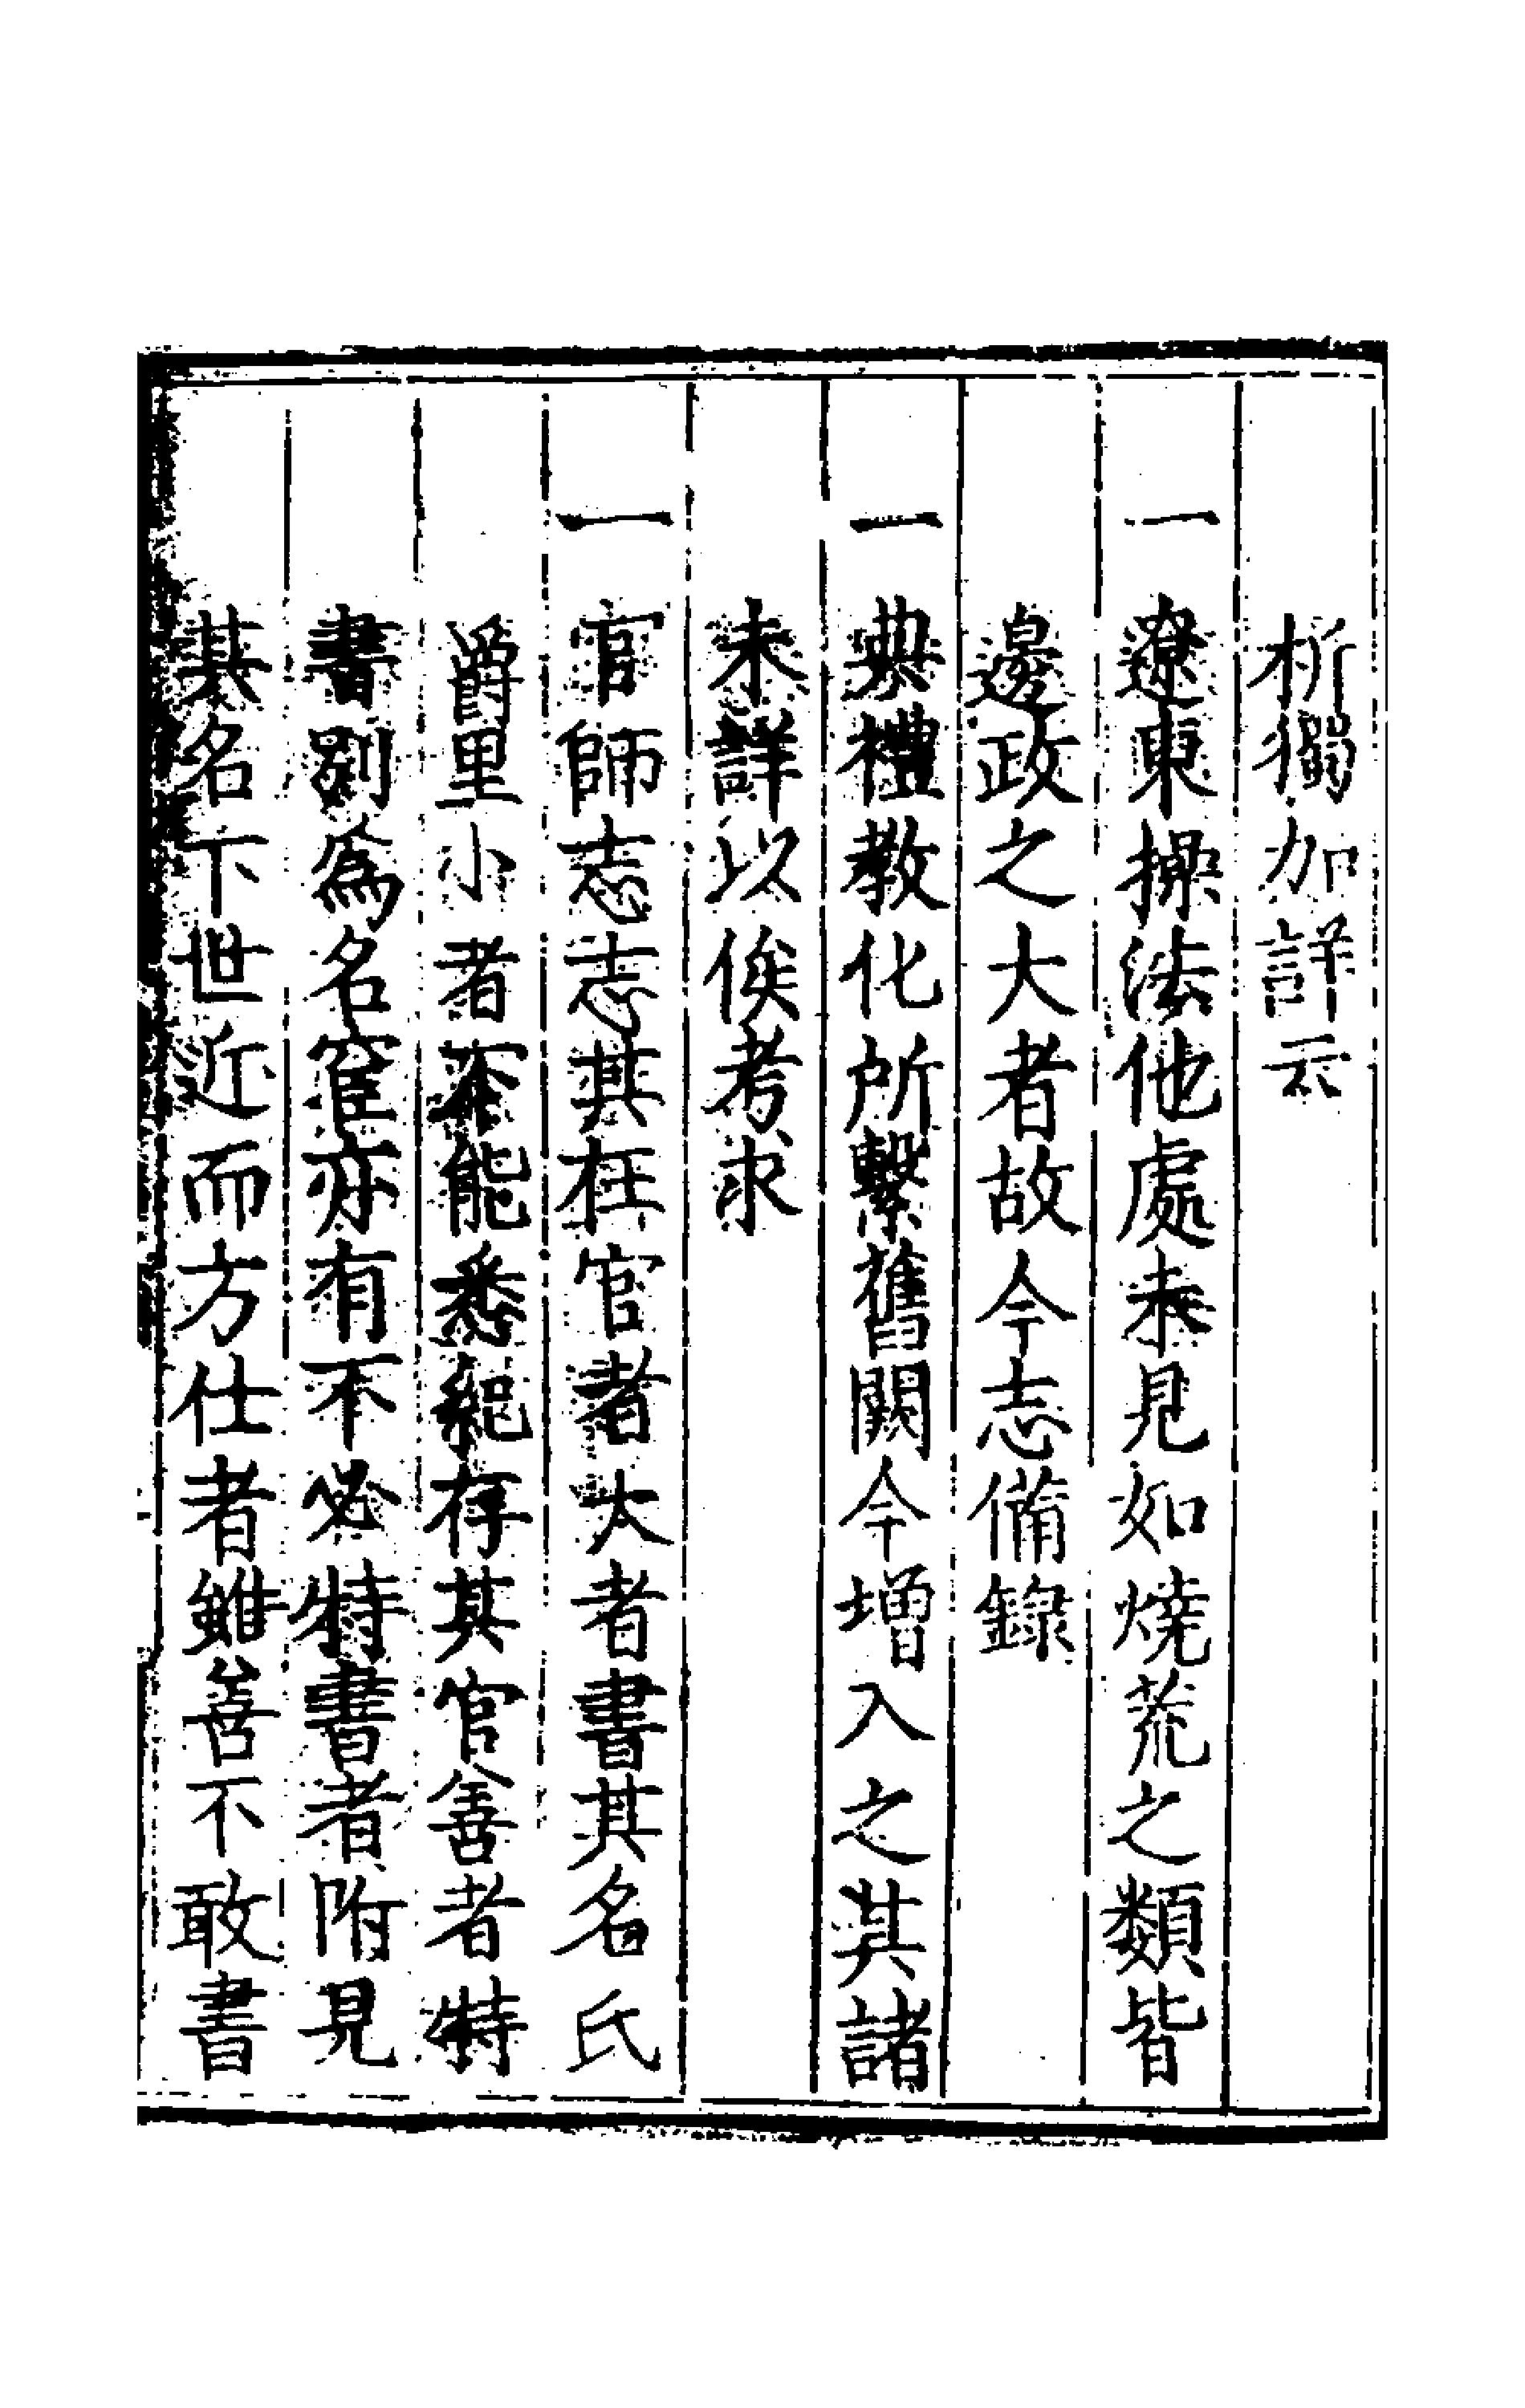 析獨加詳云
一遼東操法他處未見如燒荒之類皆
邊政之大者故今志備錄
一典禮教化所繫舊闕今增入之其諸
未詳以俟考求
一官師志志其在官者大者書其名氏
爵里小者不能悉紀存其官善者特
書別爲名宦亦有不必特書者附見
其名下世近而方仕者雖善不敢書